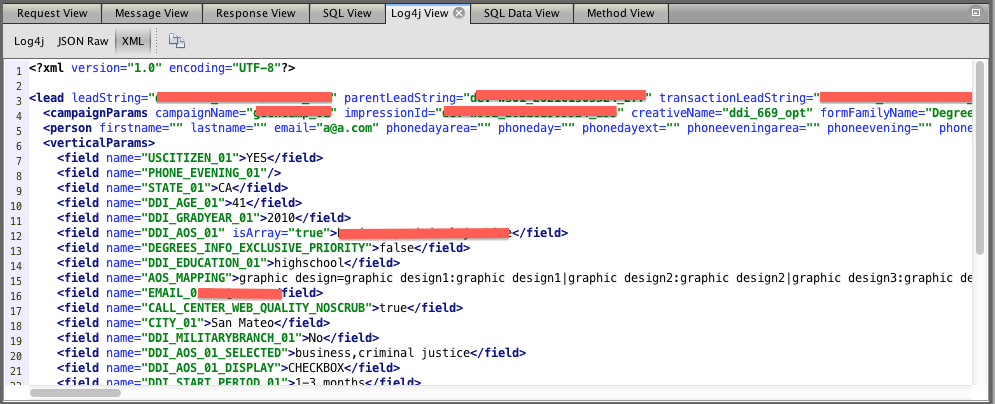 Request View Message View Response View SQL View Log4j View SQL Data View Method View
Log4j JSON Raw XML
1 <?xml version="1.0" encoding="UTF-8"?>
2
3 <lead leadString=" " parentLeadString=" " transactionLeadString="
4 <campaignParams campaignName=" " impressionId=" " creativeName="ddi_669_opt" formFamilyName="Degree
5 <person firstname="" lastname="" email="a@a.com" phonedayarea="" phoneday="" phonedayext="" phoneeveningarea="" phoneevening="" phone
6 <verticalParams>
7 <field name="USCITIZEN_01">YES</field>
8 <field name="PHONE_EVENING_01"/>
9 <field name="STATE_01">CA</field>
10 <field name="DDI_AGE_01">41</field>
11 <field name="DDI_GRADYEAR_01">2010</field>
12 <field name="DDI_AOS_01" isArray="true"> </field>
13 <field name="DEGREES_INFO_EXCLUSIVE_PRIORITY">false</field>
14 <field name="DDI_EDUCATION_01">highschool</field>
15 <field name="AOS_MAPPING">graphic design=graphic design1:graphic design1|graphic design2:graphic design2|graphic design3:graphic de
16 <field name="EMAIL_0 field>
17 <field name="CALL_CENTER_WEB_QUALITY_NOSCRUB">true</field>
18 <field name="CITY_01">San Mateo</field>
19 <field name="DDI_MILITARYBRANCH_01">No</field>
20 <field name="DDI_AOS_01_SELECTED">business,criminal justice</field>
21 <field name="DDI_AOS_01_DISPLAY">CHECKBOX</field>
<field name="DDI_START_PERIOD_01">1-3 months</field>